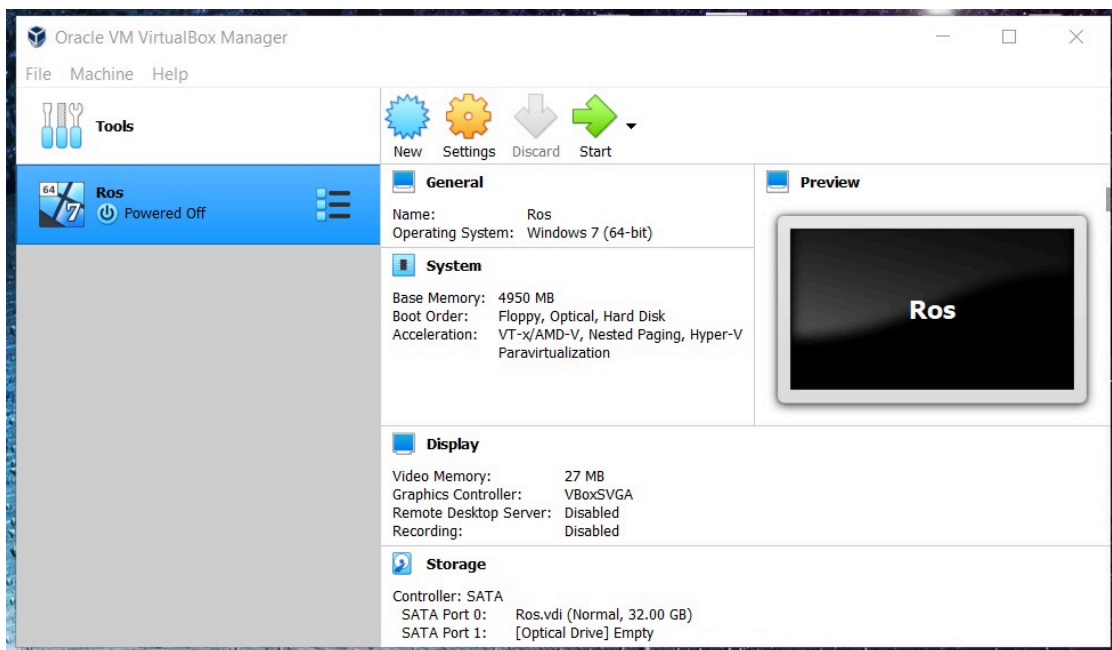 Oracle VM VirtualBox Manager
File Machine Help
Tools
New Settings Discard Start
64 7
Ros
Powered Off
General
Name: Ros
Operating System: Windows 7 (64-bit)
Preview
Ros
System
Base Memory: 4950 MB
Boot Order: Floppy, Optical, Hard Disk
Acceleration: VT-x/AMD-V, Nested Paging, Hyper-V
Paravirtualization
Display
Video Memory: 27 MB
Graphics Controller: VBoxSVGA
Remote Desktop Server: Disabled
Recording: Disabled
Storage
Controller: SATA
SATA Port 0: Ros.vdi (Normal, 32.00 GB)
SATA Port 1: [Optical Drive] Empty